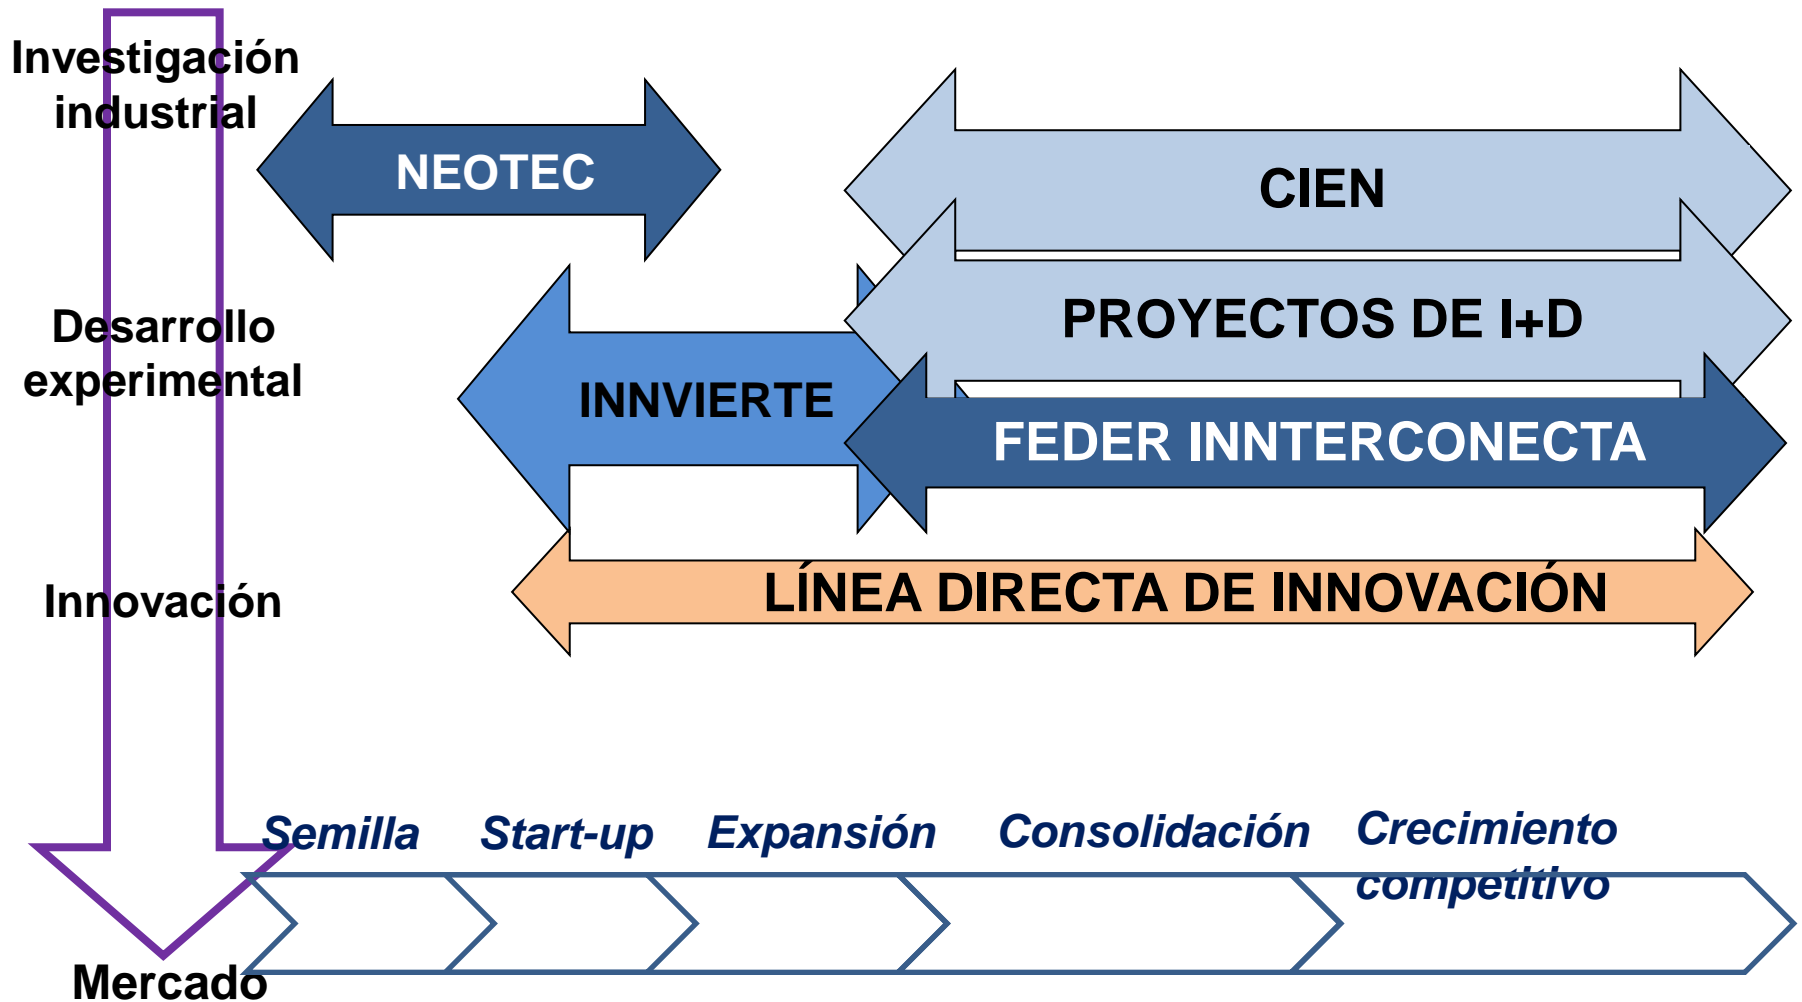 Investigación
industrial
NEOTEC
CIEN
PROYECTOS DE I+D
Desarrollo
experimental
INNVIERTE
FEDER INNTERCONECTA
LÍNEA DIRECTA DE INNOVACIÓN
Innovación
Semilla
Start-up
Expansión
Consolidación
Crecimiento
competitivo
Mercado